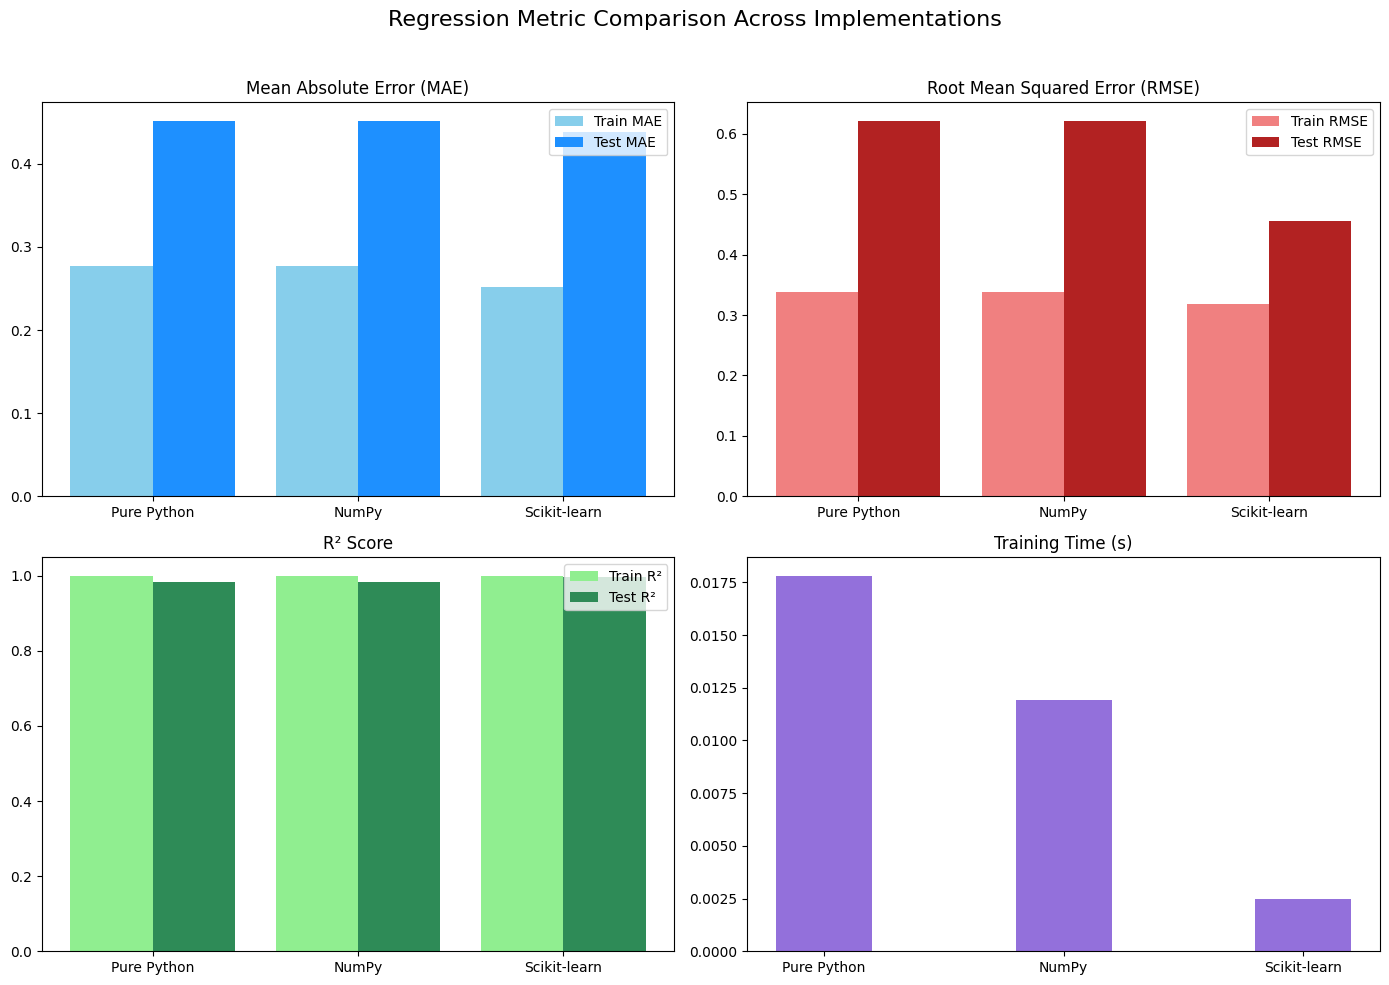 Regression Metric Comparison Across Implementations
Mean Absolute Error (MAE)
Train MAE
Test MAE
0.4
0.3
0.2
0.1
0.0
Pure Python
NumPy
Scikit-learn
Root Mean Squared Error (RMSE)
Train RMSE
Test RMSE
0.6
0.5
0.4
0.3
0.2
0.1
0.0
Pure Python
NumPy
Scikit-learn
R² Score
Train R²
Test R²
1.0
0.8
0.6
0.4
0.2
0.0
Pure Python
NumPy
Scikit-learn
Training Time (s)
0.0175
0.0150
0.0125
0.0100
0.0075
0.0050
0.0025
0.0000
Pure Python
NumPy
Scikit-learn